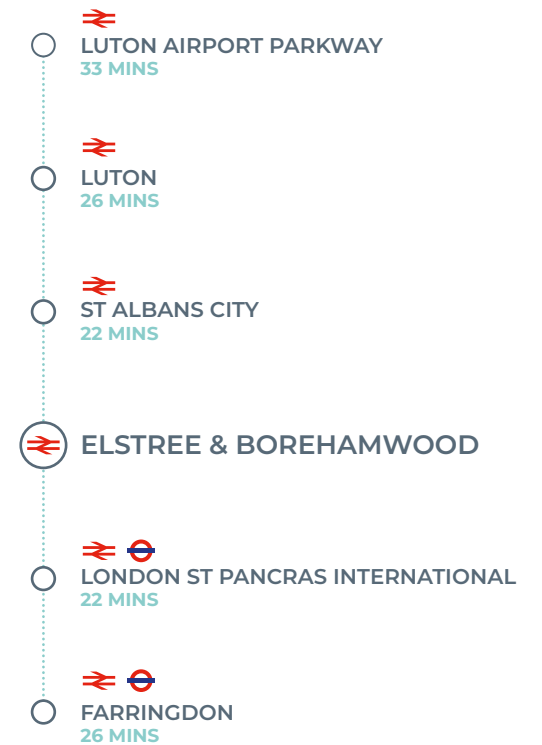 LUTON AIRPORT PARKWAY
33 MINS
LUTON
26 MINS
ST ALBANS CITY
22 MINS
ELSTREE & BOREHAMWOOD
LONDON ST PANCRAS INTERNATIONAL
22 MINS
FARRINGDON
26 MINS